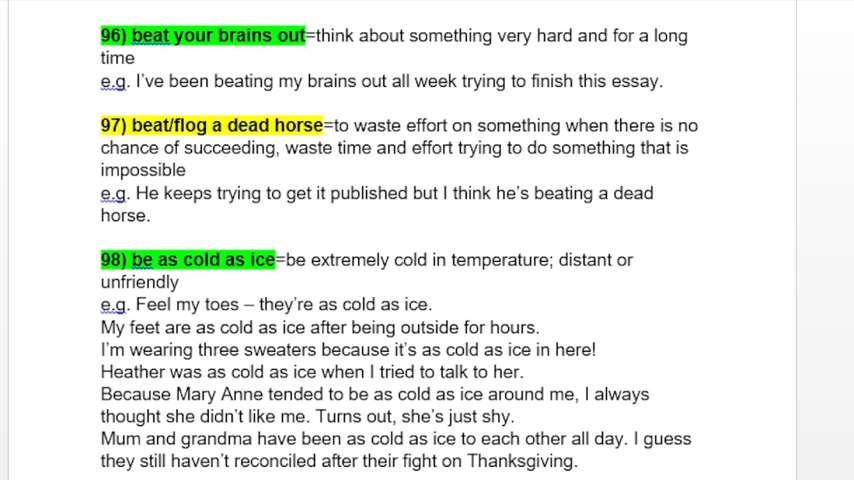 96) beat your brains out=think about something very hard and for a long
time
e.g. I’ve been beating my brains out all week trying to finish this essay.
97) beat/flog a dead horse=to waste effort on something when there is no
chance of succeeding, waste time and effort trying to do something that is
impossible
e.g. He keeps trying to get it published but I think he’s beating a dead
horse.
98) be as cold as ice=be extremely cold in temperature; distant or
unfriendly
e.g. Feel my toes – they’re as cold as ice.
My feet are as cold as ice after being outside for hours.
I’m wearing three sweaters because it’s as cold as ice in here!
Heather was as cold as ice when I tried to talk to her.
Because Mary Anne tended to be as cold as ice around me, I always
thought she didn’t like me. Turns out, she’s just shy.
Mum and grandma have been as cold as ice to each other all day. I guess
they still haven’t reconciled after their fight on Thanksgiving.